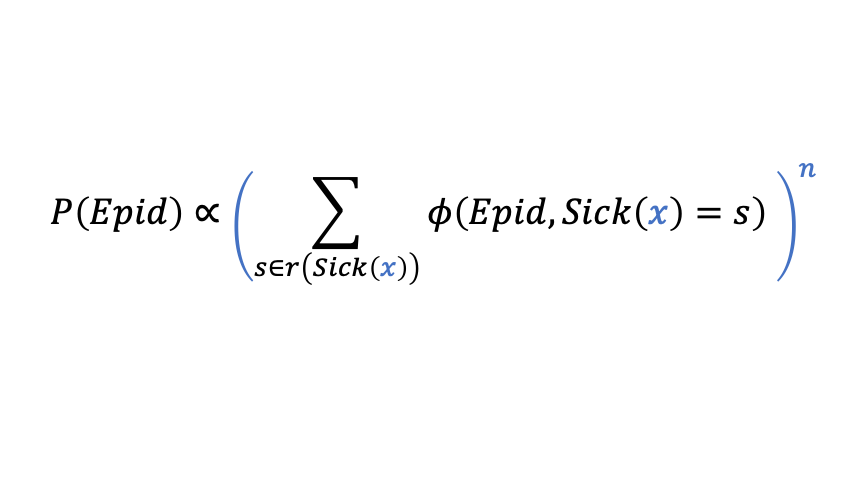 P(Epid) ∝ ( ∑_{s∈r(Sick(x))} ϕ(Epid, Sick(x) = s) )^n